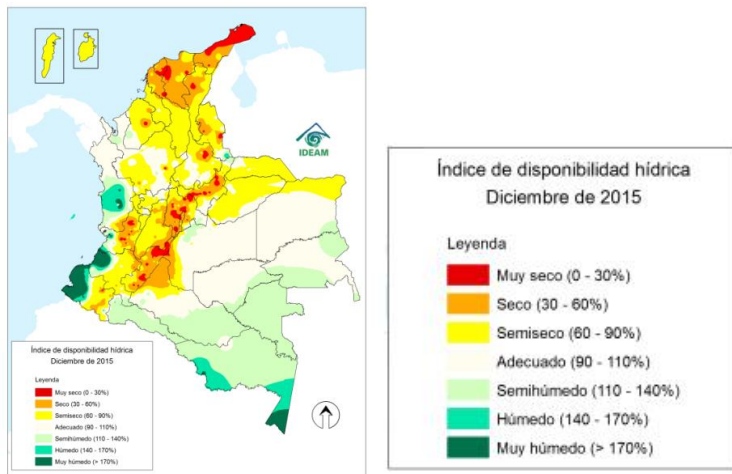 IDEAM
Índice de disponibilidad hídrica
Diciembre de 2015
Leyenda
Muy seco (0 - 30%)
Seco (30 - 60%)
Semiseco (60 - 90%)
Adecuado (90 - 110%)
Semihúmedo (110 - 140%)
Húmedo (140 - 170%)
Muy húmedo (> 170%)
Índice de disponibilidad hídrica
Diciembre de 2015
Leyenda
Muy seco (0 - 30%)
Seco (30 - 60%)
Semiseco (60 - 90%)
Adecuado (90 - 110%)
Semihúmedo (110 - 140%)
Húmedo (140 - 170%)
Muy húmedo (> 170%)